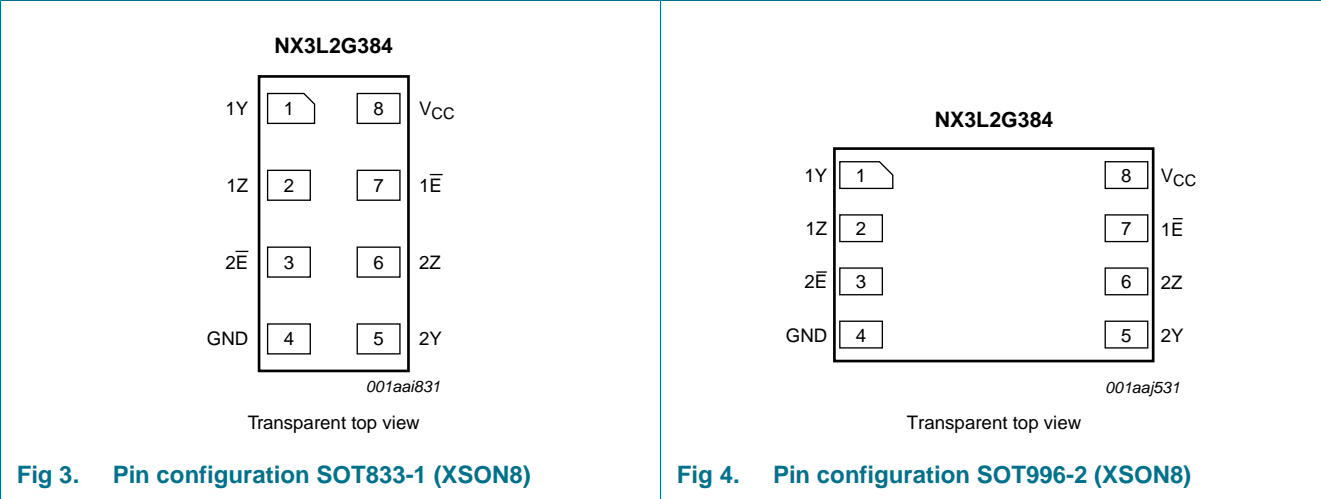 NX3L2G384
1Y 1 8 VCC
1Z 2 7 1E̅
2E̅ 3 6 2Z
GND 4 5 2Y
001aai831
Transparent top view
Fig 3. Pin configuration SOT833-1 (XSON8)
NX3L2G384
1Y 1 8 VCC
1Z 2 7 1E̅
2E̅ 3 6 2Z
GND 4 5 2Y
001aaj531
Transparent top view
Fig 4. Pin configuration SOT996-2 (XSON8)